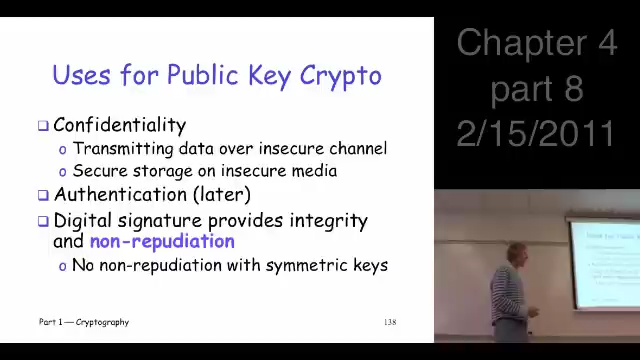 Uses for Public Key Crypto
Confidentiality
Transmitting data over insecure channel
Secure storage on insecure media
Authentication (later)
Digital signature provides integrity
and non-repudiation
No non-repudiation with symmetric keys
Part 1 — Cryptography
138
Chapter 4
part 8
2/15/2011